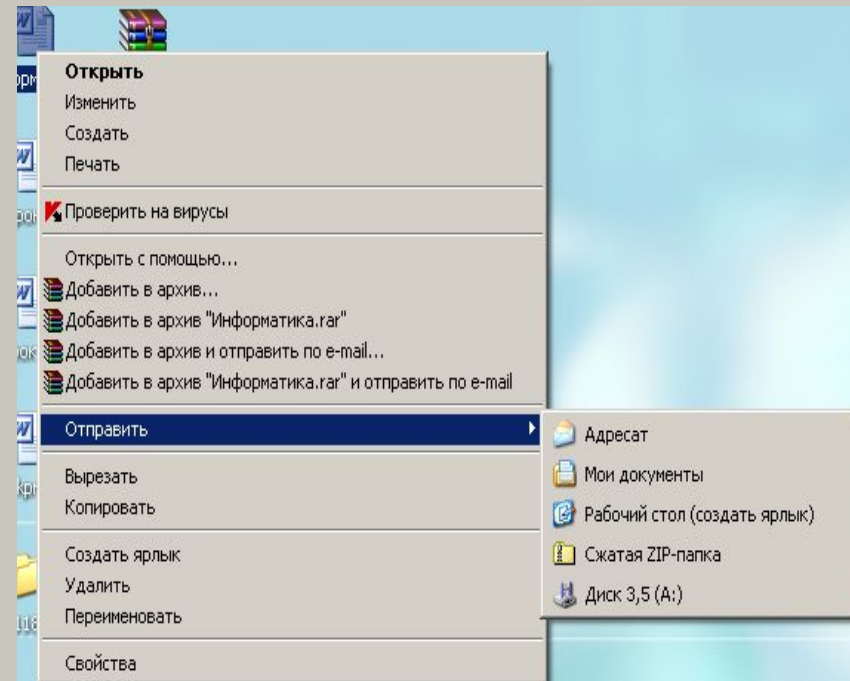 Открыть
Изменить
Создать
Печать
Проверить на вирусы
Открыть с помощью...
Добавить в архив...
Добавить в архив "Информатика.rar"
Добавить в архив и отправить по e-mail...
Добавить в архив "Информатика.rar" и отправить по e-mail
Отправить
Адресат
Мои документы
Рабочий стол (создать ярлык)
Сжатая ZIP-папка
Диск 3,5 (A:)
Вырезать
Копировать
Создать ярлык
Удалить
Переименовать
Свойства